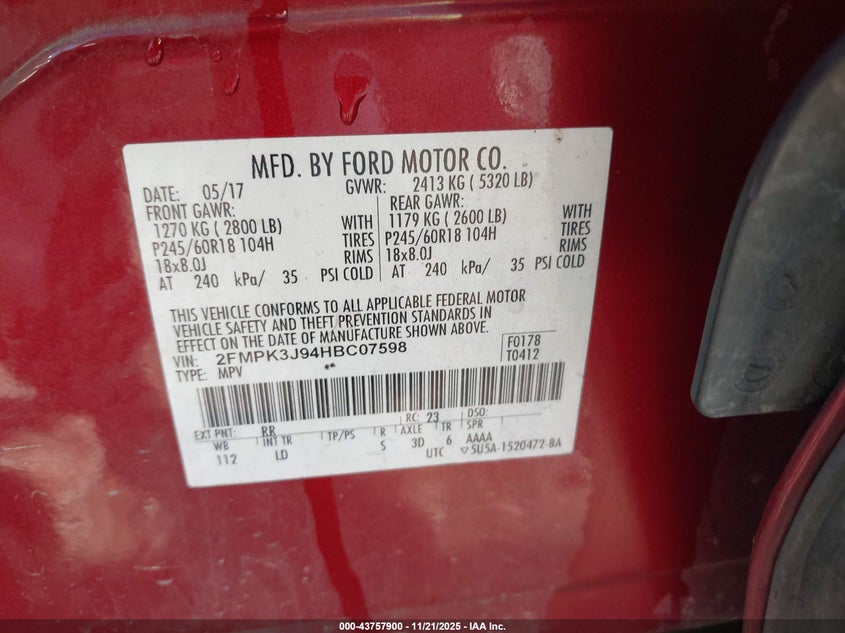 MFD. BY FORD MOTOR CO.
DATE: 05/17 GVWR: 2413 KG ( 5320 LB)
FRONT GAWR: REAR GAWR:
1270 KG ( 2800 LB) WITH 1179 KG ( 2600 LB) WITH
P245/60R18 104H TIRES P245/60R18 104H TIRES
18x8.0J RIMS 18x8.0J RIMS
AT 240 kPa/ 35 PSI COLD AT 240 kPa/ 35 PSI COLD
THIS VEHICLE CONFORMS TO ALL APPLICABLE FEDERAL MOTOR
VEHICLE SAFETY AND THEFT PREVENTION STANDARDS IN
EFFECT ON THE DATE OF MANUFACTURE SHOWN ABOVE.
VIN: 2FMPK3J94HBC07598 F0178
TYPE: MPV T0412
RC: 23 DSO:
EXT PNT: RR
WB INT TR TP/PS R AXLE TR SPR
112 LD S 3D 6 AAAA
UTC 5U5A-1520472-BA
000-43757900 - 11/21/2025 - IAA Inc.